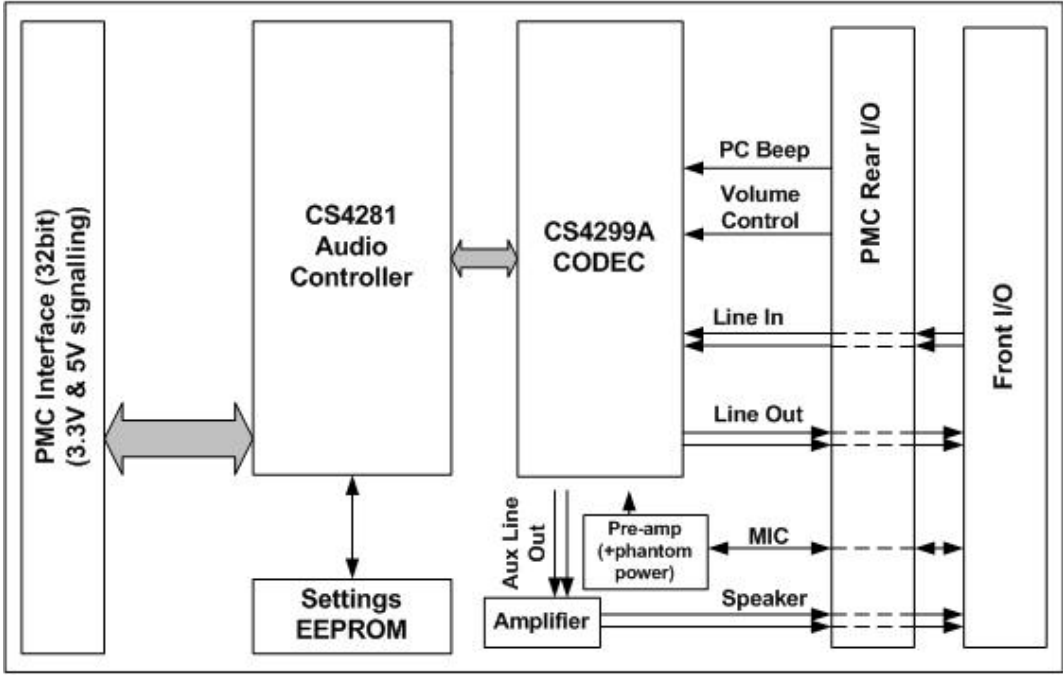 PMC Interface (32bit)
(3.3V & 5V signalling)
CS4281
Audio
Controller
Settings
EEPROM
CS4299A
CODEC
PC Beep
Volume
Control
Line In
Line Out
Aux Line
Out
Pre-amp
(+phantom
power)
MIC
Amplifier
Speaker
PMC Rear I/O
Front I/O